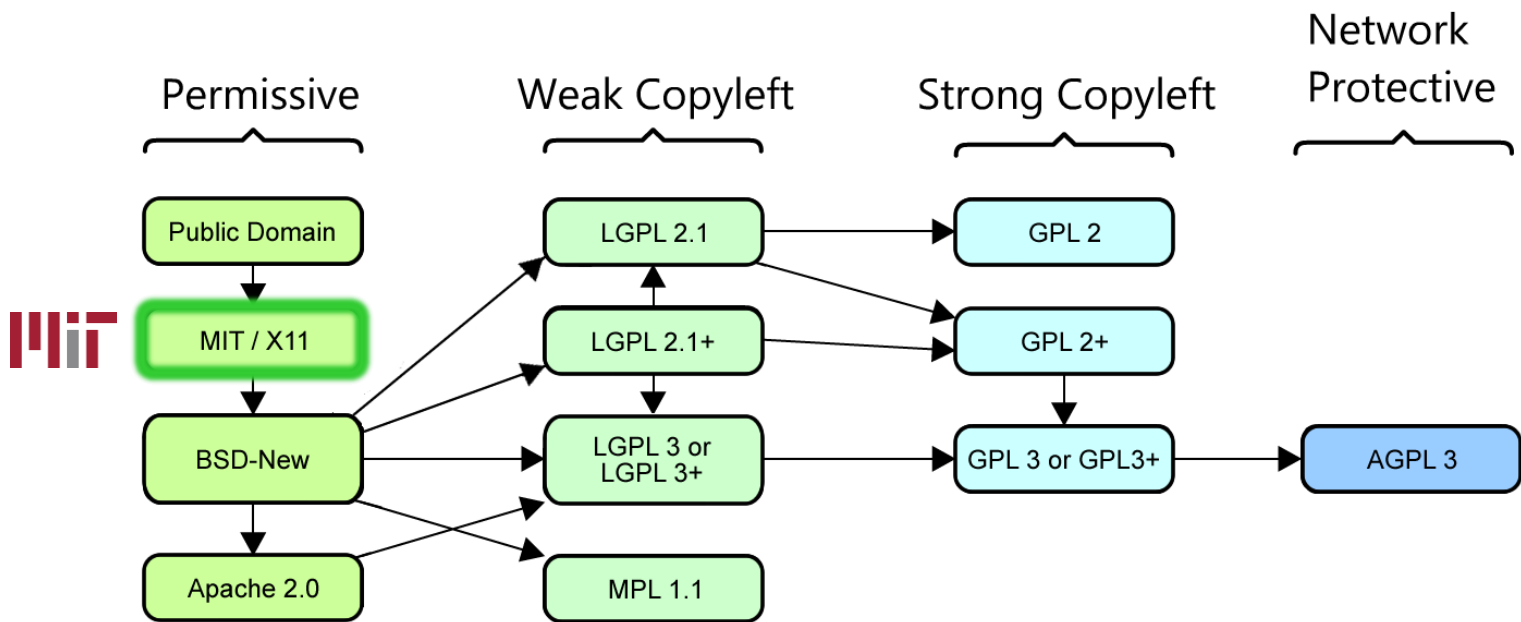 Network
Protective
Permissive
Weak Copyleft
Strong Copyleft
Public Domain
LGPL 2.1
GPL 2
MIT
MIT / X11
LGPL 2.1+
GPL 2+
BSD-New
LGPL 3 or
LGPL 3+
GPL 3 or GPL3+
AGPL 3
Apache 2.0
MPL 1.1